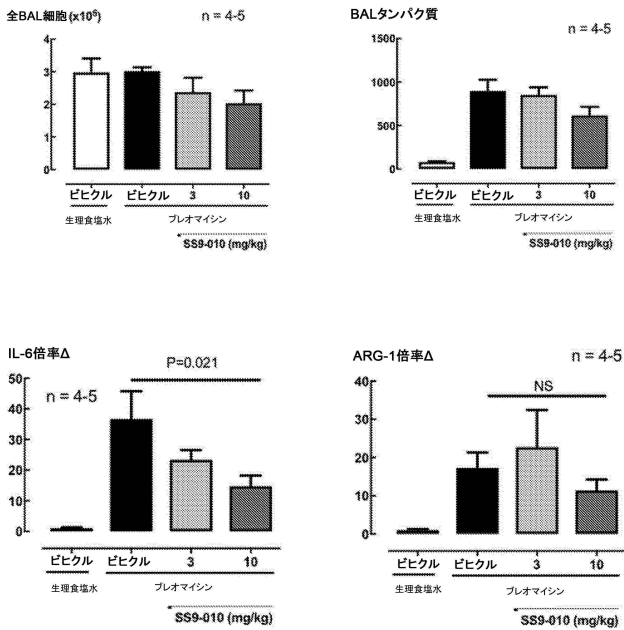 全BAL細胞(x10⁶)
n = 4-5
4
3
2
1
0
ビヒクル
ビヒクル
3
10
生理食塩水
ブレオマイシン
SS9-010 (mg/kg)
BALタンパク質
n = 4-5
1500
1000
500
0
ビヒクル
ビヒクル
3
10
生理食塩水
ブレオマイシン
SS9-010 (mg/kg)
IL-6倍率Δ
P=0.021
n = 4-5
50
40
30
20
10
0
ビヒクル
ビヒクル
3
10
生理食塩水
ブレオマイシン
SS9-010 (mg/kg)
ARG-1倍率Δ
n = 4-5
NS
40
30
20
10
0
ビヒクル
ビヒクル
3
10
生理食塩水
ブレオマイシン
SS9-010 (mg/kg)